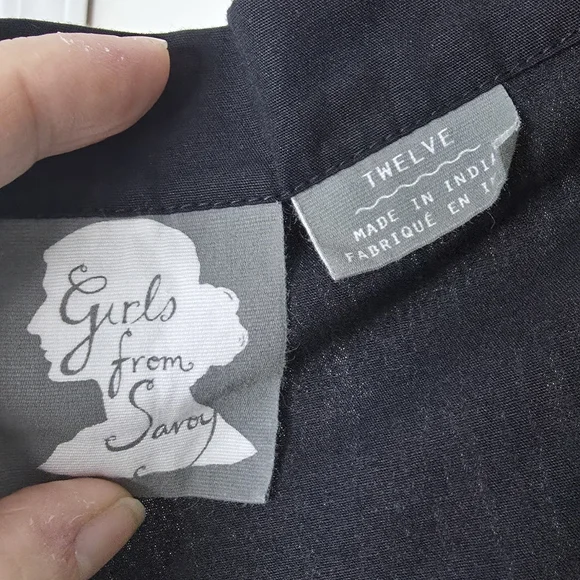 Girls
from
Savoy
TWELVE
MADE IN INDIA
FABRIQUÉ EN